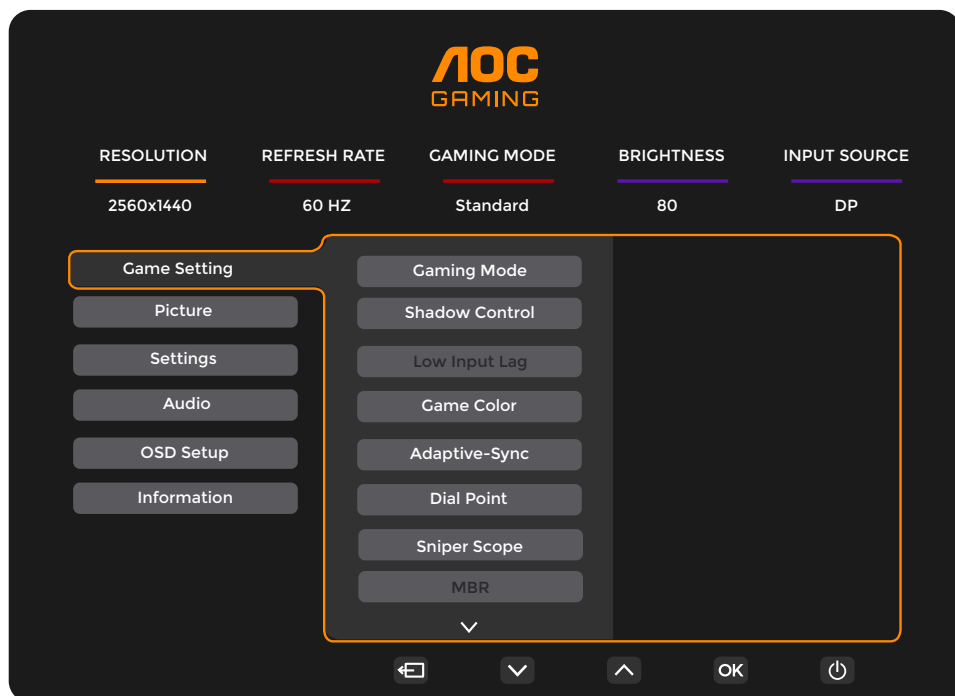 AOC
GAMING
RESOLUTION REFRESH RATE GAMING MODE BRIGHTNESS INPUT SOURCE
2560x1440 60 HZ Standard 80 DP
Game Setting
Picture
Settings
Audio
OSD Setup
Information
Gaming Mode
Shadow Control
Low Input Lag
Game Color
Adaptive-Sync
Dial Point
Sniper Scope
MBR
OK